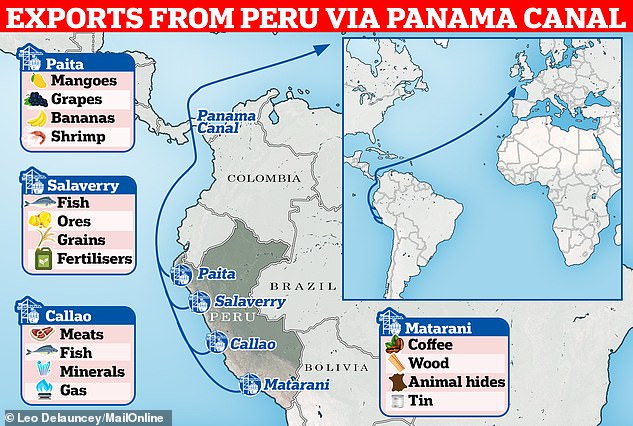 EXPORTS FROM PERU VIA PANAMA CANAL
Paita
Mangoes
Grapes
Bananas
Shrimp
Salaverry
Fish
Ores
Grains
Fertilisers
Callao
Meats
Fish
Minerals
Gas
Panama
Canal
COLOMBIA
BRAZIL
PERU
BOLIVIA
Paita
Salaverry
Callao
Matarani
Matarani
Coffee
Wood
Animal hides
Tin
© Leo Delauncey/MailOnline